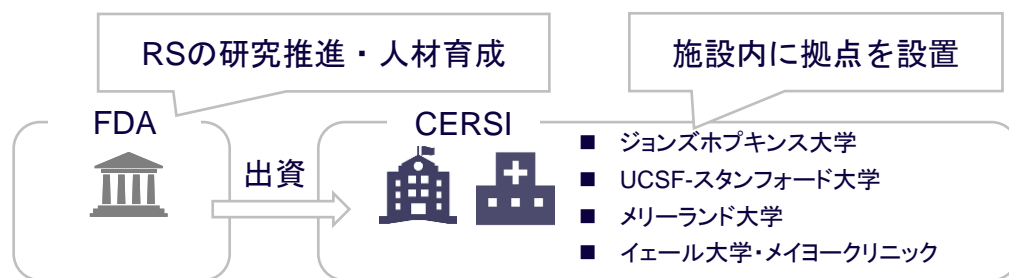 RSの研究推進・人材育成
施設内に拠点を設置
FDA
出資
CERSI
■ ジョンズホプキンス大学
■ UCSF-スタンフォード大学
■ メリーランド大学
■ イェール大学・メイヨークリニック